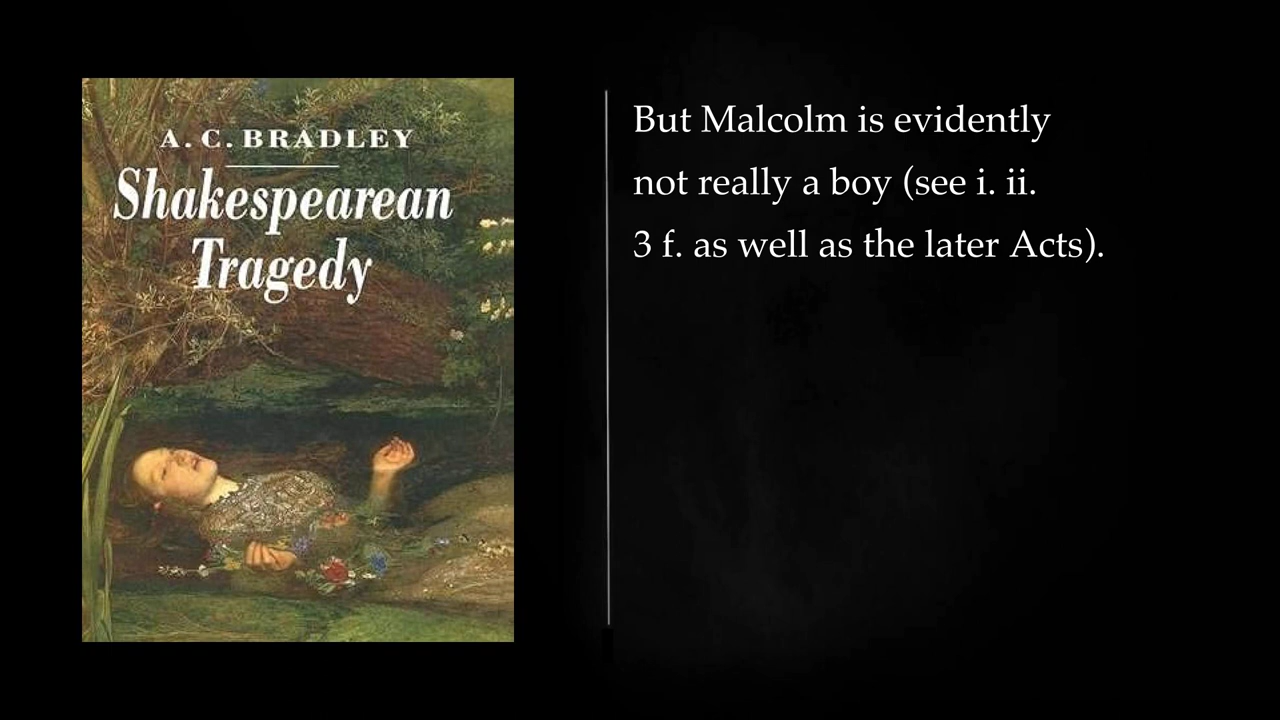 A. C. BRADLEY
Shakespearean
Tragedy
But Malcolm is evidently
not really a boy (see i. ii.
3 f. as well as the later Acts).